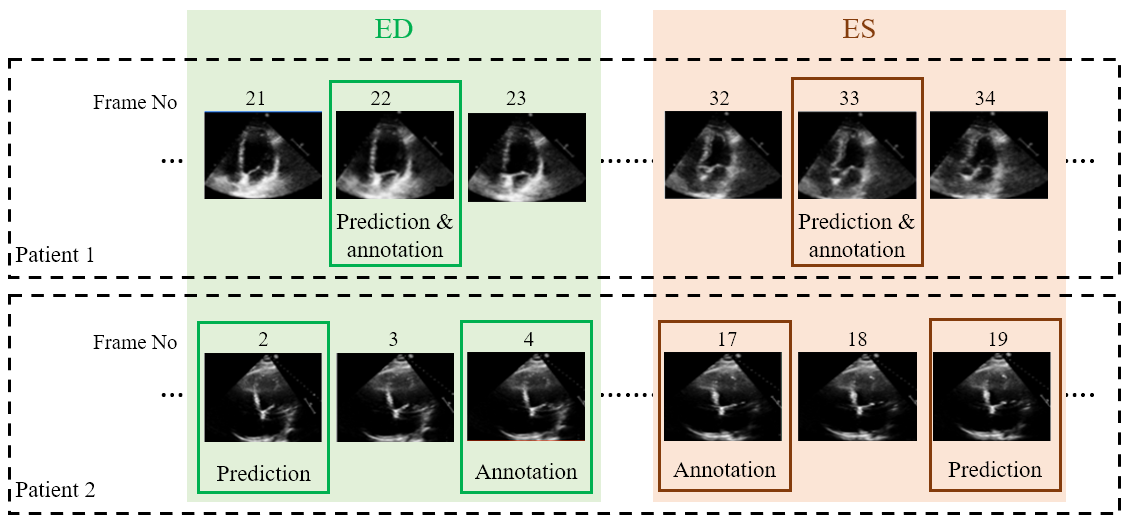 ED ES
Frame No 21 22 23 32 33 34
Prediction & Prediction &
annotation annotation
Patient 1
Frame No 2 3 4 17 18 19
Prediction Annotation Annotation Prediction
Patient 2